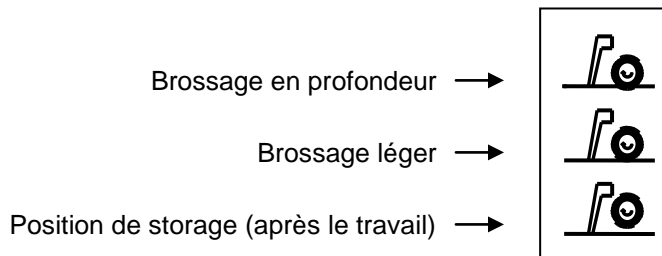 Brossage en profondeur
Brossage léger
Position de storage (après le travail)